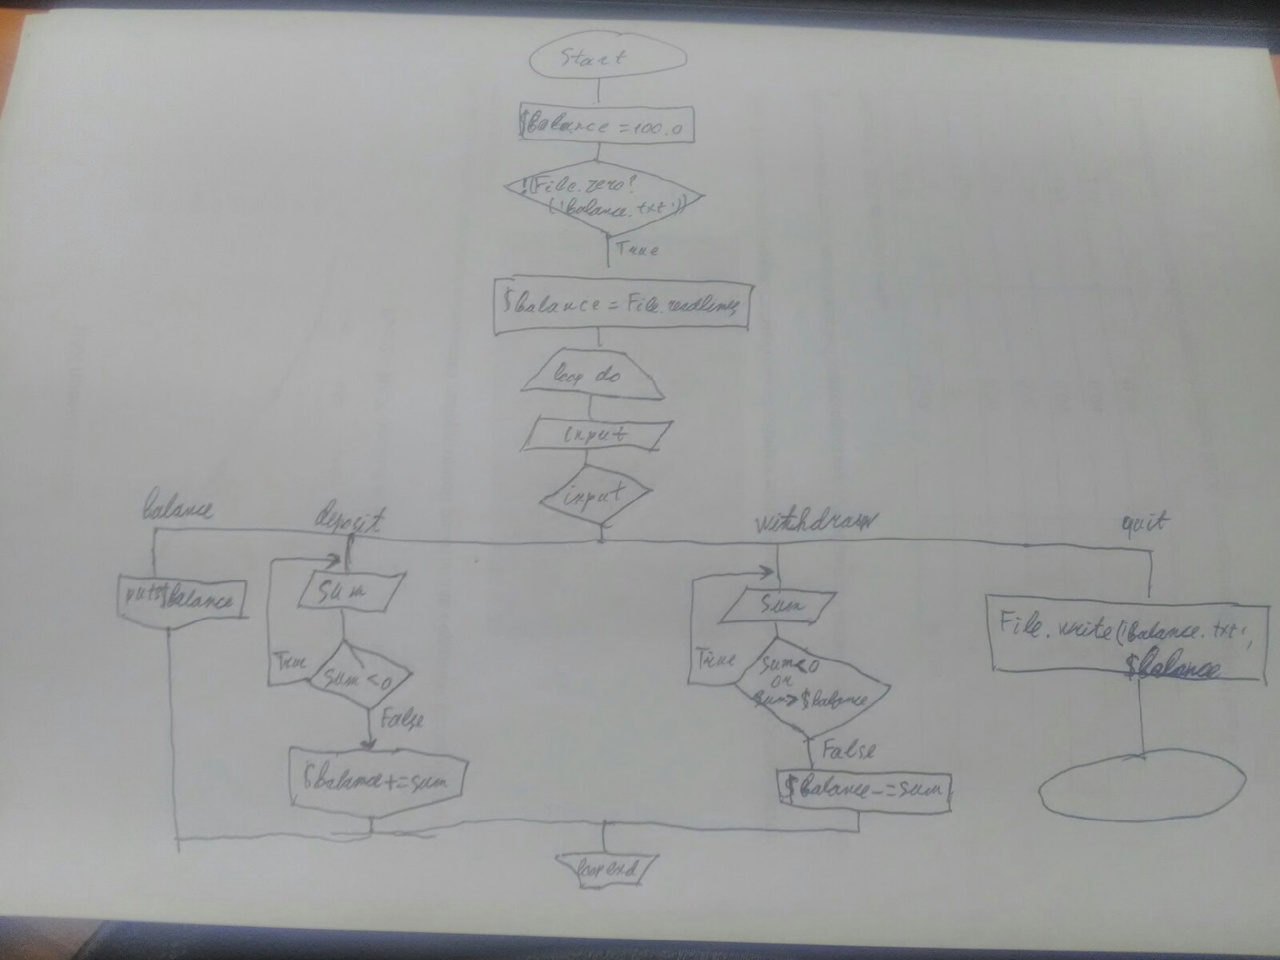 Start
$balance = 100.0
!(File.zero?
('balance.txt'))
True
$balance = File.readlines
loop do
input
input
balance
deposit
withdraw
quit
puts $balance
Sum
Sum
File.write('balance.txt',
$balance
True
Sum < 0
True
Sum < 0
or
Sum > $balance
False
False
$balance += sum
$balance -= sum
loop end